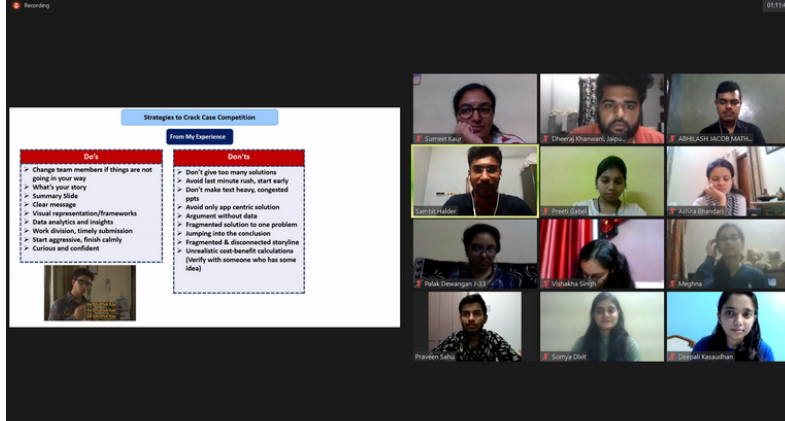 Recording
01:11:4
Strategies to Crack Case Competition
From My Experience
Do's
➢ Change team members if things are not
going in your way
➢ What's your story
➢ Summary Slide
➢ Clear message
➢ Visual representation/frameworks
➢ Data analytics and insights
➢ Work division, timely submission
➢ Start aggressive, finish calmly
➢ Curious and confident
Don'ts
➢ Don't give too many solutions
➢ Avoid last minute rush, start early
➢ Don't make text heavy, congested
ppts
➢ Avoid only app centric solution
➢ Argument without data
➢ Fragmented solution to one problem
➢ Jumping into the conclusion
➢ Fragmented & disconnected storyline
➢ Unrealistic cost-benefit calculations
(Verify with someone who has some
idea)
Sumeet Kaur
Dheeraj Khanwani, Jaipu...
ABHILASH JACOB MATH...
Sambit Halder
Preeti Gabel
Ashita Bhandari
Palak Dewangan J-33
Vishakha Singh
Meghna
Praveen Sahu
Somya Dixit
Deepali Kasaudhan